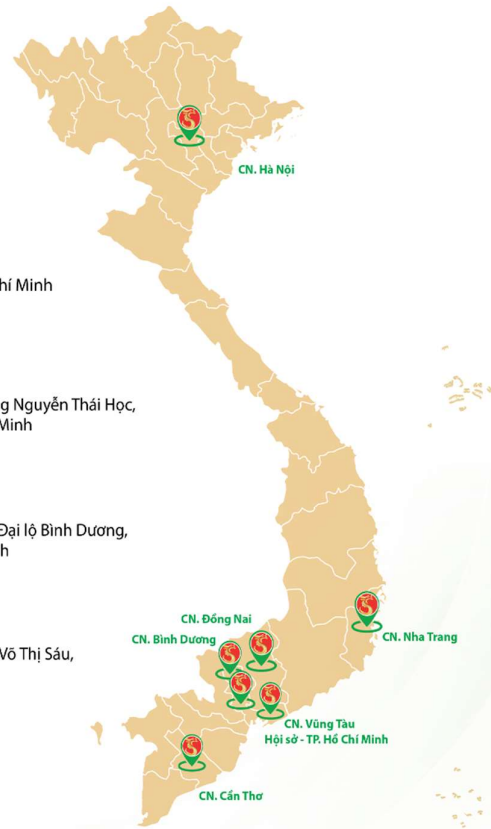 CN. Hà Nội
hí Minh
g Nguyễn Thái Học,
Minh
Đại lộ Bình Dương,
h
CN. Đồng Nai
CN. Bình Dương
CN. Nha Trang
Võ Thị Sáu,
CN. Vũng Tàu
Hội sở - TP. Hồ Chí Minh
CN. Cần Thơ